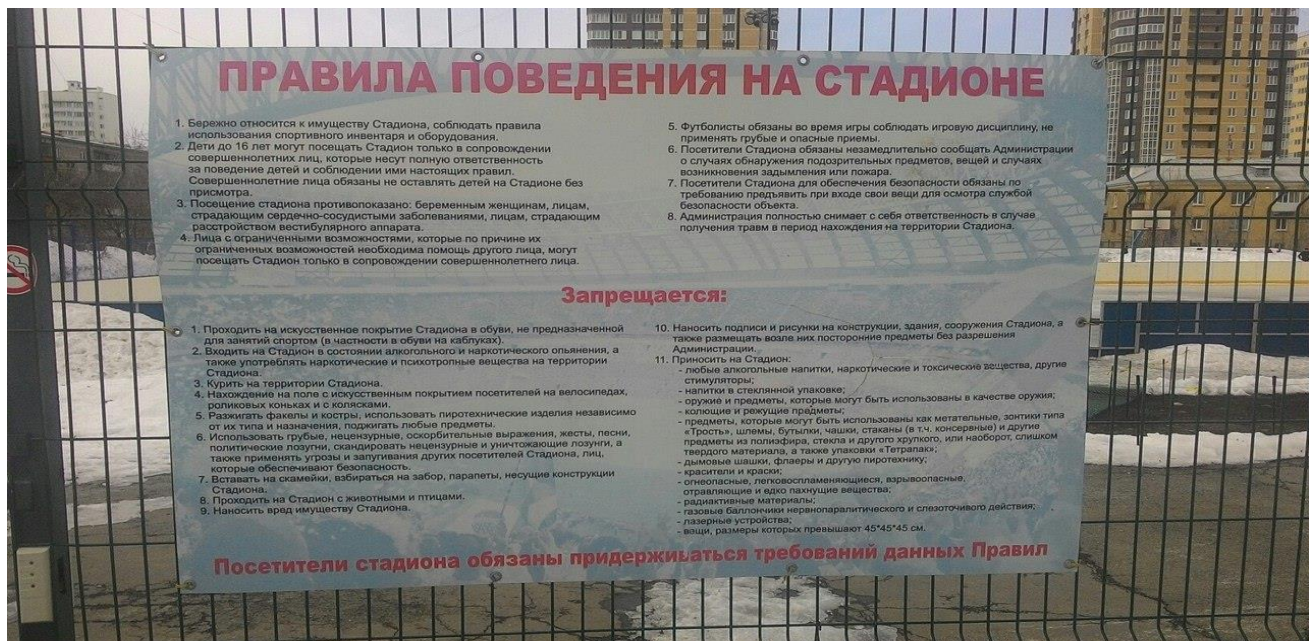 ПРАВИЛА ПОВЕДЕНИЯ НА СТАДИОНЕ
1. Бережно относится к имуществу Стадиона, соблюдать правила
использования спортивного инвентаря и оборудования.
2. Дети до 16 лет могут посещать Стадион только в сопровождении
совершеннолетних лиц, которые несут полную ответственность
за поведение детей и соблюдении ими настоящих правил.
Совершеннолетние лица обязаны не оставлять детей на Стадионе без
присмотра.
3. Посещение стадиона противопоказано: беременным женщинам, лицам,
страдающим сердечно-сосудистыми заболеваниями, лицам, страдающим
расстройством вестибулярного аппарата.
4. Лица с ограниченными возможностями, которые по причине их
ограниченных возможностей необходима помощь другого лица, могут
посещать Стадион только в сопровождении совершеннолетнего лица.
5. Футболисты обязаны во время игры соблюдать игровую дисциплину, не
применять грубые и опасные приемы.
6. Посетители Стадиона обязаны незамедлительно сообщать Администрации
о случаях обнаружения подозрительных предметов, вещей и случаях
возникновения задымления или пожара.
7. Посетители Стадиона для обеспечения безопасности обязаны по
требованию предъявить при входе свои вещи для осмотра службой
безопасности объекта.
8. Администрация полностью снимает с себя ответственность в случае
получения травм в период нахождения на территории Стадиона.
Запрещается:
1. Проходить на искусственное покрытие Стадиона в обуви, не предназначенной
для занятий спортом (в частности в обуви на каблуках).
2. Входить на Стадион в состоянии алкогольного и наркотического опьянения, а
также употреблять наркотические и психотропные вещества на территории
Стадиона.
3. Курить на территории Стадиона.
4. Нахождение на поле с искусственным покрытием посетителей на велосипедах,
роликовых коньках и с колясками.
5. Разжигать факелы и костры, использовать пиротехнические изделия независимо
от их типа и назначения, поджигать любые предметы.
6. Использовать грубые, нецензурные, оскорбительные выражения, жесты, песни,
политические лозугни, скандировать нецензурные и уничтожающие лозунги, а
также применять угрозы и запугивания других посетителей Стадиона, лиц,
которые обеспечивают безопасность.
7. Вставать на скамейки, взбираться на забор, парапеты, несущие конструкции
Стадиона.
8. Проходить на Стадион с животными и птицами.
9. Наносить вред имуществу Стадиона.
10. Наносить подписи и рисунки на конструкции, здания, сооружения Стадиона, а
также размещать возле них посторонние предметы без разрешения
Администрации.
11. Приносить на Стадион:
- любые алкогольные напитки, наркотические и токсические вещества, другие
стимуляторы;
- напитки в стеклянной упаковке;
- оружие и предметы, которые могут быть использованы в качестве оружия;
- колющие и режущие предметы;
- предметы, которые могут быть использованы как метательные, зонтики типа
«Трость», шлемы, бутылки, чашки, стаканы (в т.ч. консервные) и другие
предметы из полиэфира, стекла и другого хрупкого, или наоборот, слишком
твердого материала, а также упаковки «Тетрапак»;
- дымовые шашки, флаеры и другую пиротехнику;
- красители и краски;
- огнеопасные, легковоспламеняющиеся, взрывоопасные,
отравляющие и едко пахнущие вещества;
- радиактивные материалы;
- газовые баллончики нервнопаралитического и слезоточивого действия;
- лазерные устройства;
- вещи, размеры которых превышают 45*45*45 см.
Посетители стадиона обязаны придерживаться требований данных Правил